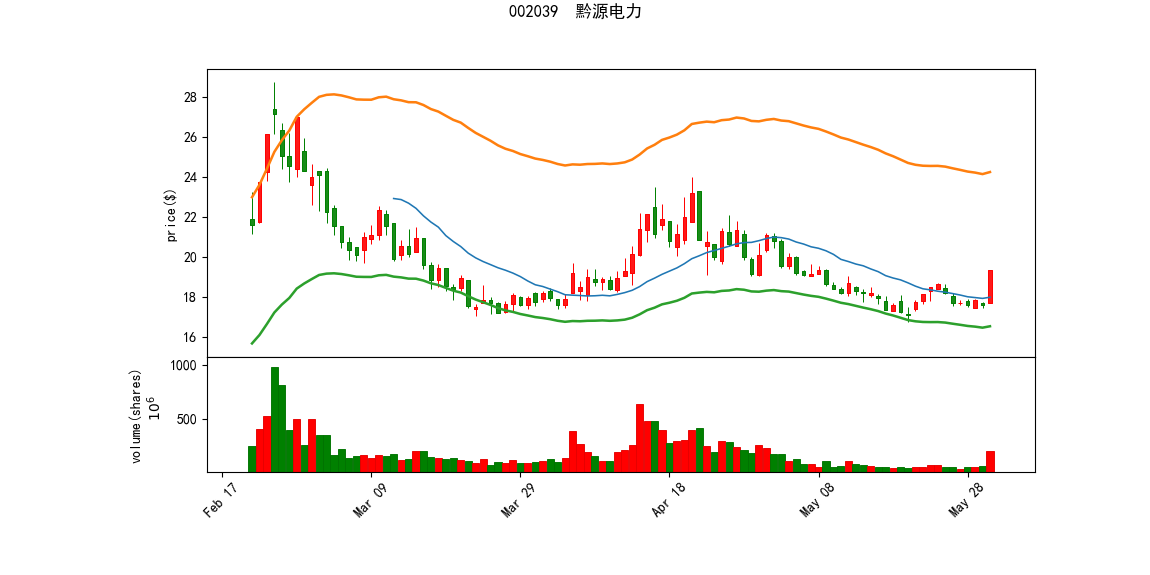 002039  黔源电力
price($)
28
26
24
22
20
18
16
volume(shares)
10^6
1000
500
Feb 17
Mar 09
Mar 29
Apr 18
May 08
May 28